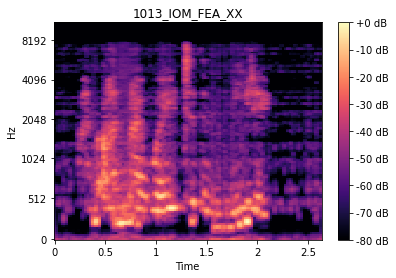 1013_IOM_FEA_XX
+0 dB
8192
-10 dB
4096
-20 dB
-30 dB
2048
Hz
-40 dB
1024
-50 dB
512
-60 dB
-70 dB
0
-80 dB
0 0.5 1 1.5 2 2.5
Time